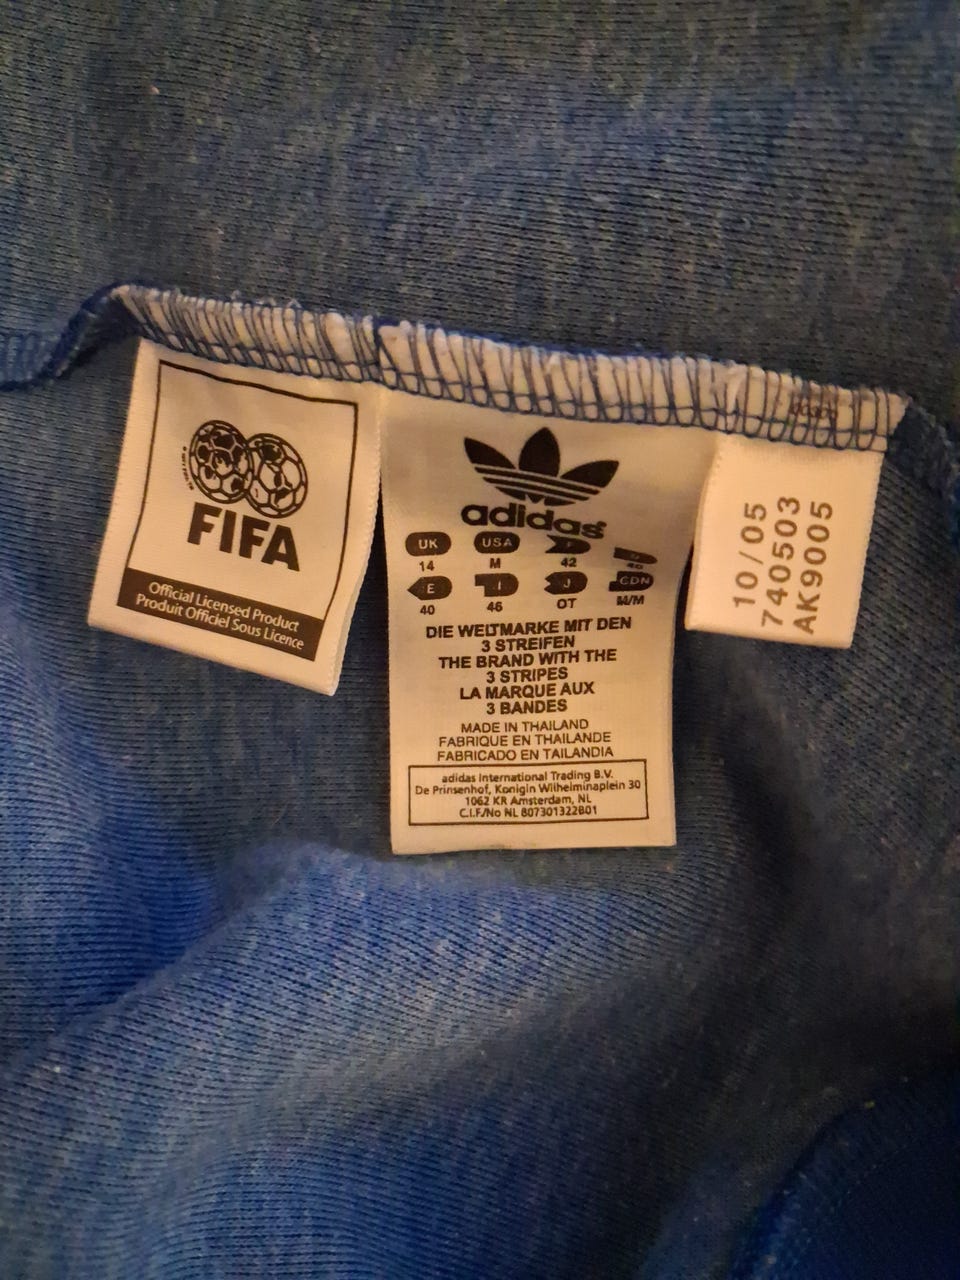 FIFA
Official Licensed Product
Produit Officiel Sous Licence
adidas
UK USA F D
14 M 42 40
E I J CDN
40 46 OT M/M
DIE WELTMARKE MIT DEN
3 STREIFEN
THE BRAND WITH THE
3 STRIPES
LA MARQUE AUX
3 BANDES
MADE IN THAILAND
FABRIQUE EN THAILANDE
FABRICADO EN TAILANDIA
adidas International Trading B.V.
De Prinsenhof, Konigin Wilhelminaplein 30
1062 KR Amsterdam, NL
C.I.F./No NL 807301322B01
10/05
740503
AK9005